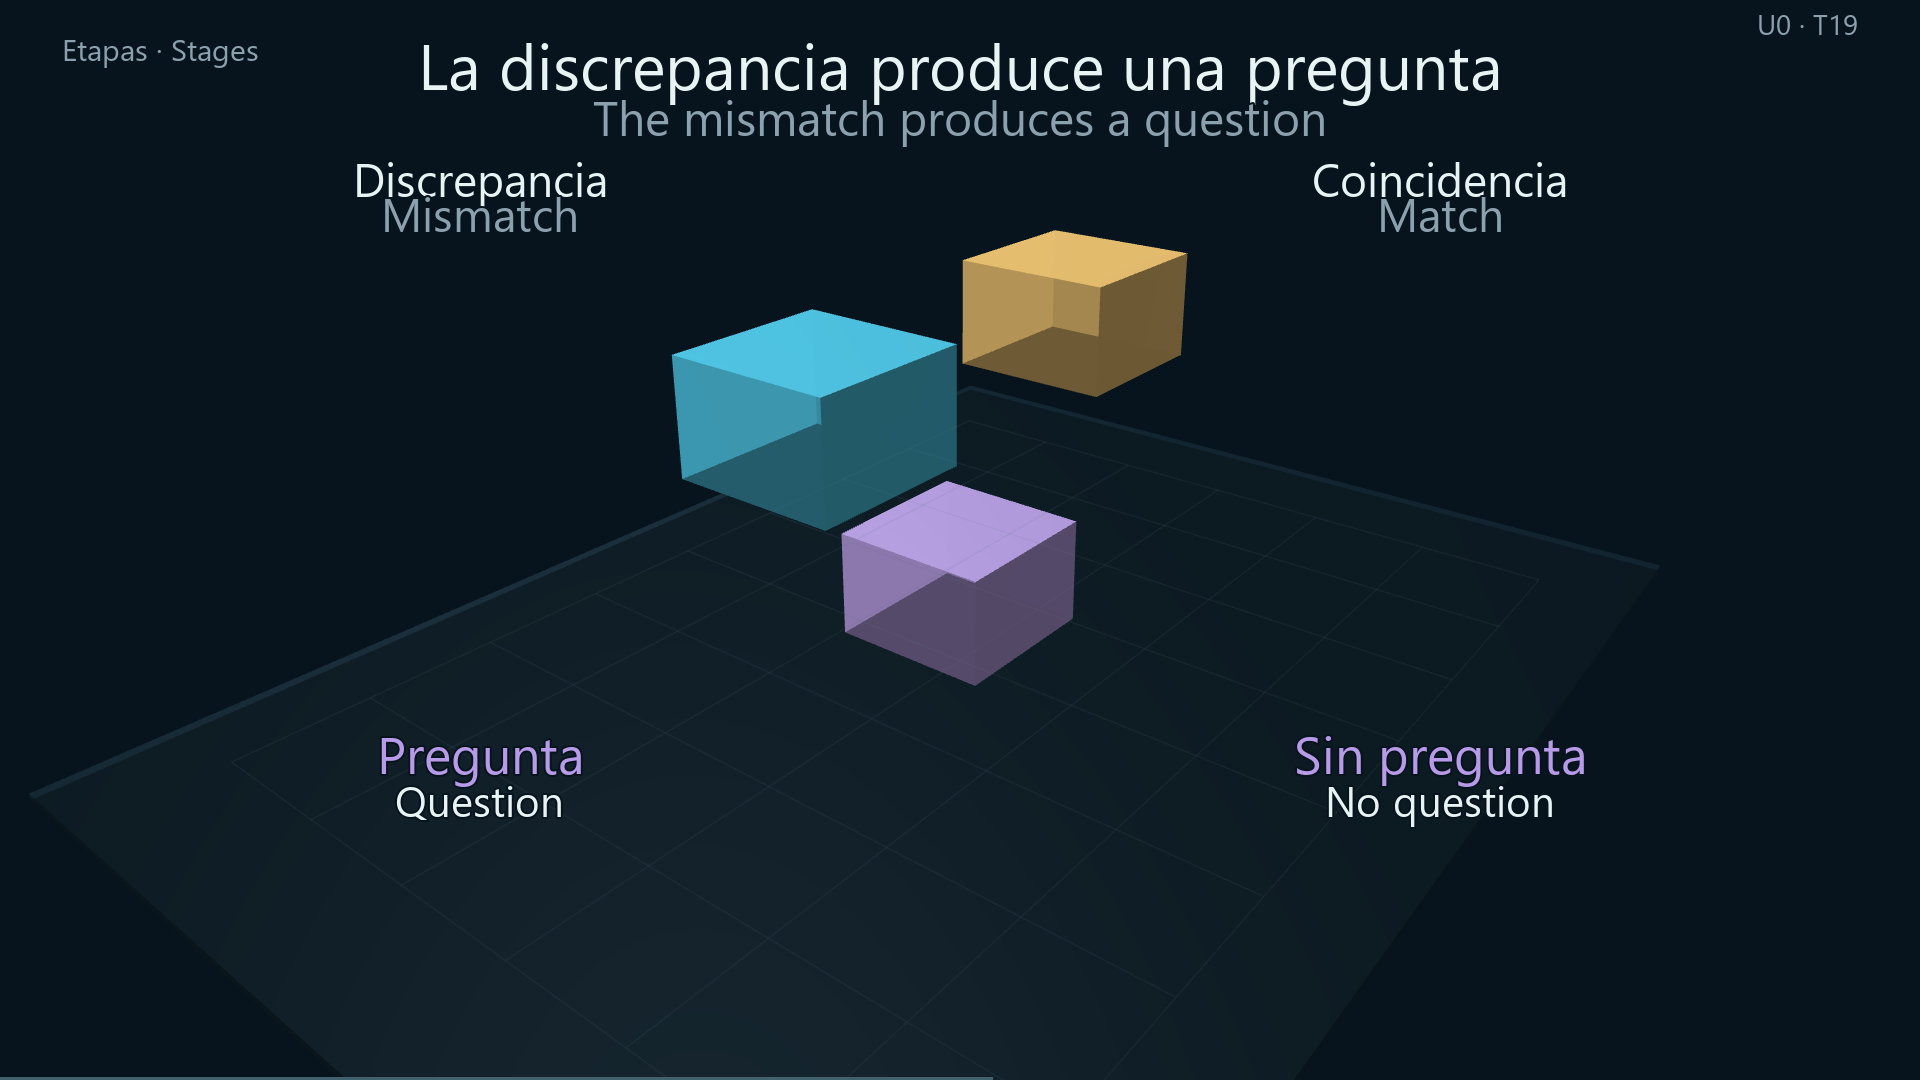 Etapas · Stages
U0 · T19
La discrepancia produce una pregunta
The mismatch produces a question
Discrepancia
Mismatch
Coincidencia
Match
Pregunta
Question
Sin pregunta
No question